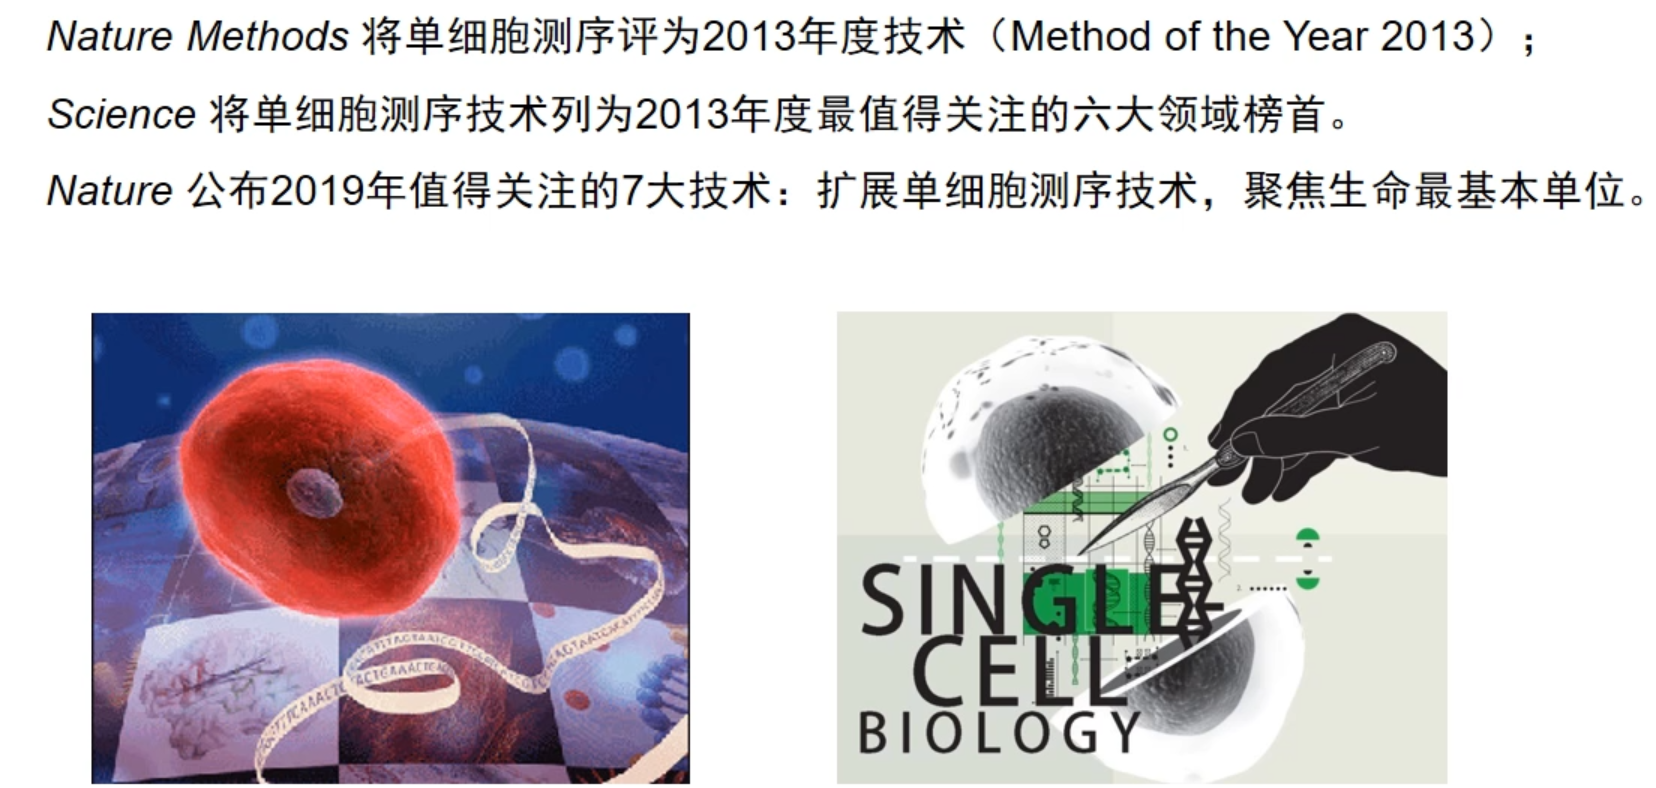 Nature Methods 将单细胞测序评为2013年度技术（Method of the Year 2013）；
Science 将单细胞测序技术列为2013年度最值得关注的六大领域榜首。
Nature 公布2019年值得关注的7大技术：扩展单细胞测序技术，聚焦生命最基本单位。
SINGLE
CELL
BIOLOGY